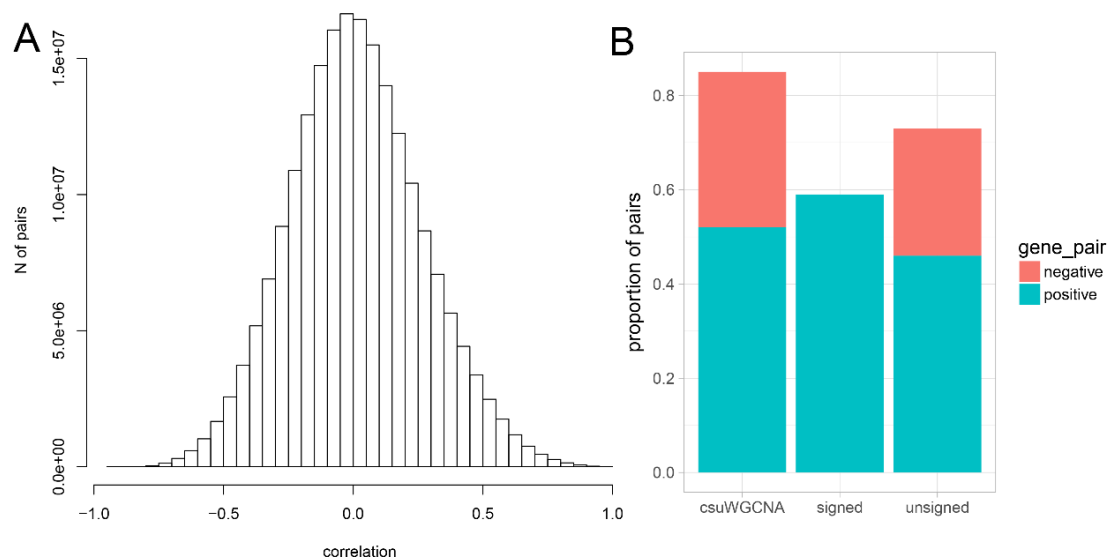 A
N of pairs
1.5e+07
1.0e+07
5.0e+06
0.0e+00
−1.0
−0.5
0.0
0.5
1.0
correlation
B
proportion of pairs
0.8
0.6
0.4
0.2
0.0
csuWGCNA
signed
unsigned
gene_pair
negative
positive